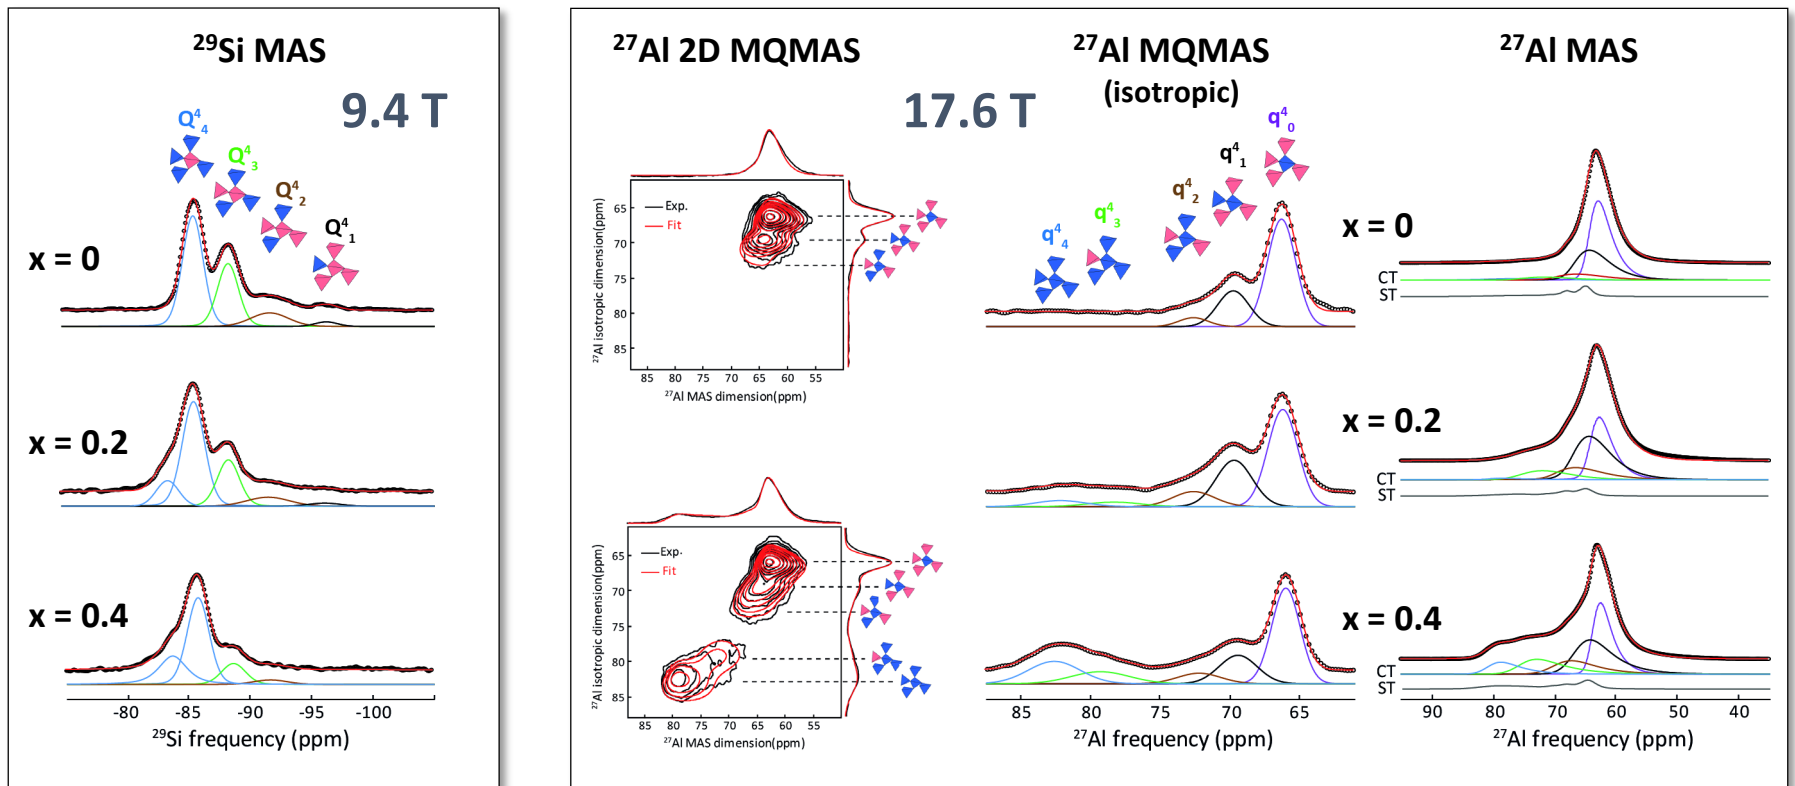 ²⁹Si MAS
9.4 T
Q⁴₄
Q⁴₃
Q⁴₂
Q⁴₁
x = 0
x = 0.2
x = 0.4
-80 -85 -90 -95 -100
²⁹Si frequency (ppm)
²⁷Al 2D MQMAS
17.6 T
Exp.
Fit
65
70
75
80
85
²⁷Al isotropic dimension(ppm)
85 80 75 70 65 60 55
²⁷Al MAS dimension(ppm)
Exp.
Fit
65
70
75
80
85
²⁷Al isotropic dimension(ppm)
85 80 75 70 65 60 55
²⁷Al MAS dimension(ppm)
²⁷Al MQMAS
(isotropic)
q⁴₀
q⁴₁
q⁴₂
q⁴₃
q⁴₄
85 80 75 70 65
²⁷Al frequency (ppm)
²⁷Al MAS
x = 0
CT
ST
x = 0.2
CT
ST
x = 0.4
CT
ST
90 80 70 60 50 40
²⁷Al frequency (ppm)